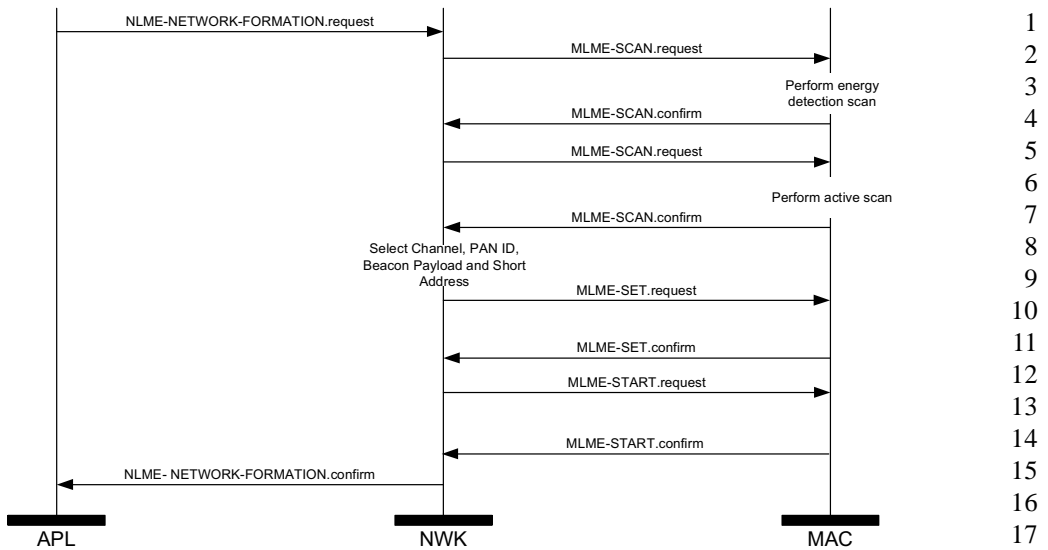 NLME-NETWORK-FORMATION.request
1
MLME-SCAN.request
2
Perform energy
detection scan
3
MLME-SCAN.confirm
4
MLME-SCAN.request
5
6
Perform active scan
MLME-SCAN.confirm
7
Select Channel, PAN ID,
Beacon Payload and Short
Address
8
9
MLME-SET.request
10
MLME-SET.confirm
11
MLME-START.request
12
13
MLME-START.confirm
14
NLME- NETWORK-FORMATION.confirm
15
16
APL
NWK
MAC
17